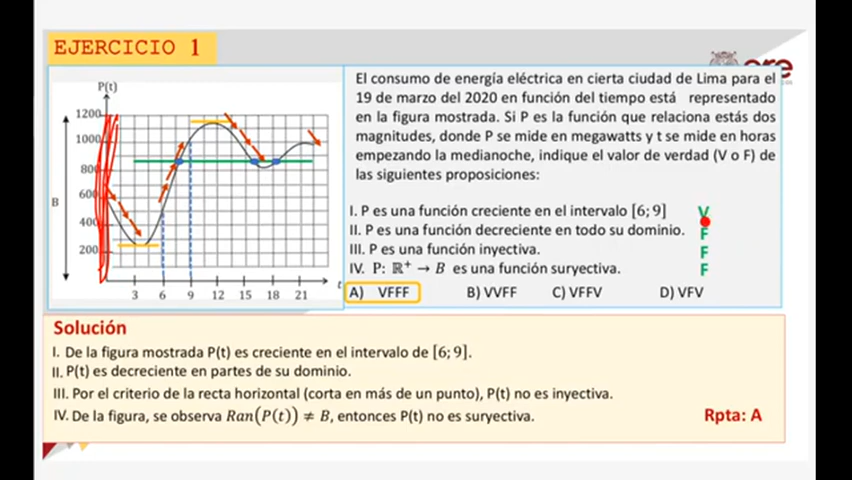 EJERCICIO 1
P(t)
1200
1000
800
600
400
200
B
3 6 9 12 15 18 21
t
El consumo de energía eléctrica en cierta ciudad de Lima para el
19 de marzo del 2020 en función del tiempo está representado
en la figura mostrada. Si P es la función que relaciona estás dos
magnitudes, donde P se mide en megawatts y t se mide en horas
empezando la medianoche, indique el valor de verdad (V o F) de
las siguientes proposiciones:
I. P es una función creciente en el intervalo [6; 9] V
II. P es una función decreciente en todo su dominio. F
III. P es una función inyectiva. F
IV. P: ℝ⁺ → B es una función suryectiva. F
A) VFFF B) VVFF C) VFFV D) VFV
Solución
I. De la figura mostrada P(t) es creciente en el intervalo de [6; 9].
II. P(t) es decreciente en partes de su dominio.
III. Por el criterio de la recta horizontal (corta en más de un punto), P(t) no es inyectiva.
IV. De la figura, se observa Ran(P(t)) ≠ B, entonces P(t) no es suryectiva.
Rpta: A